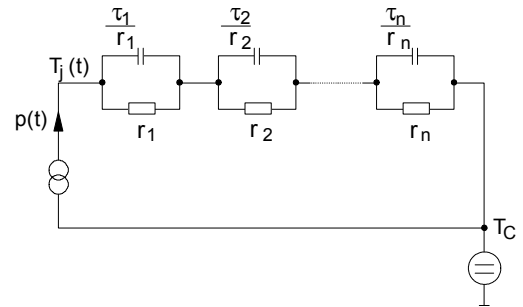 τ1 τ2 τn
r1 r2 rn
Tj (t)
p(t)
r1 r2 rn
TC